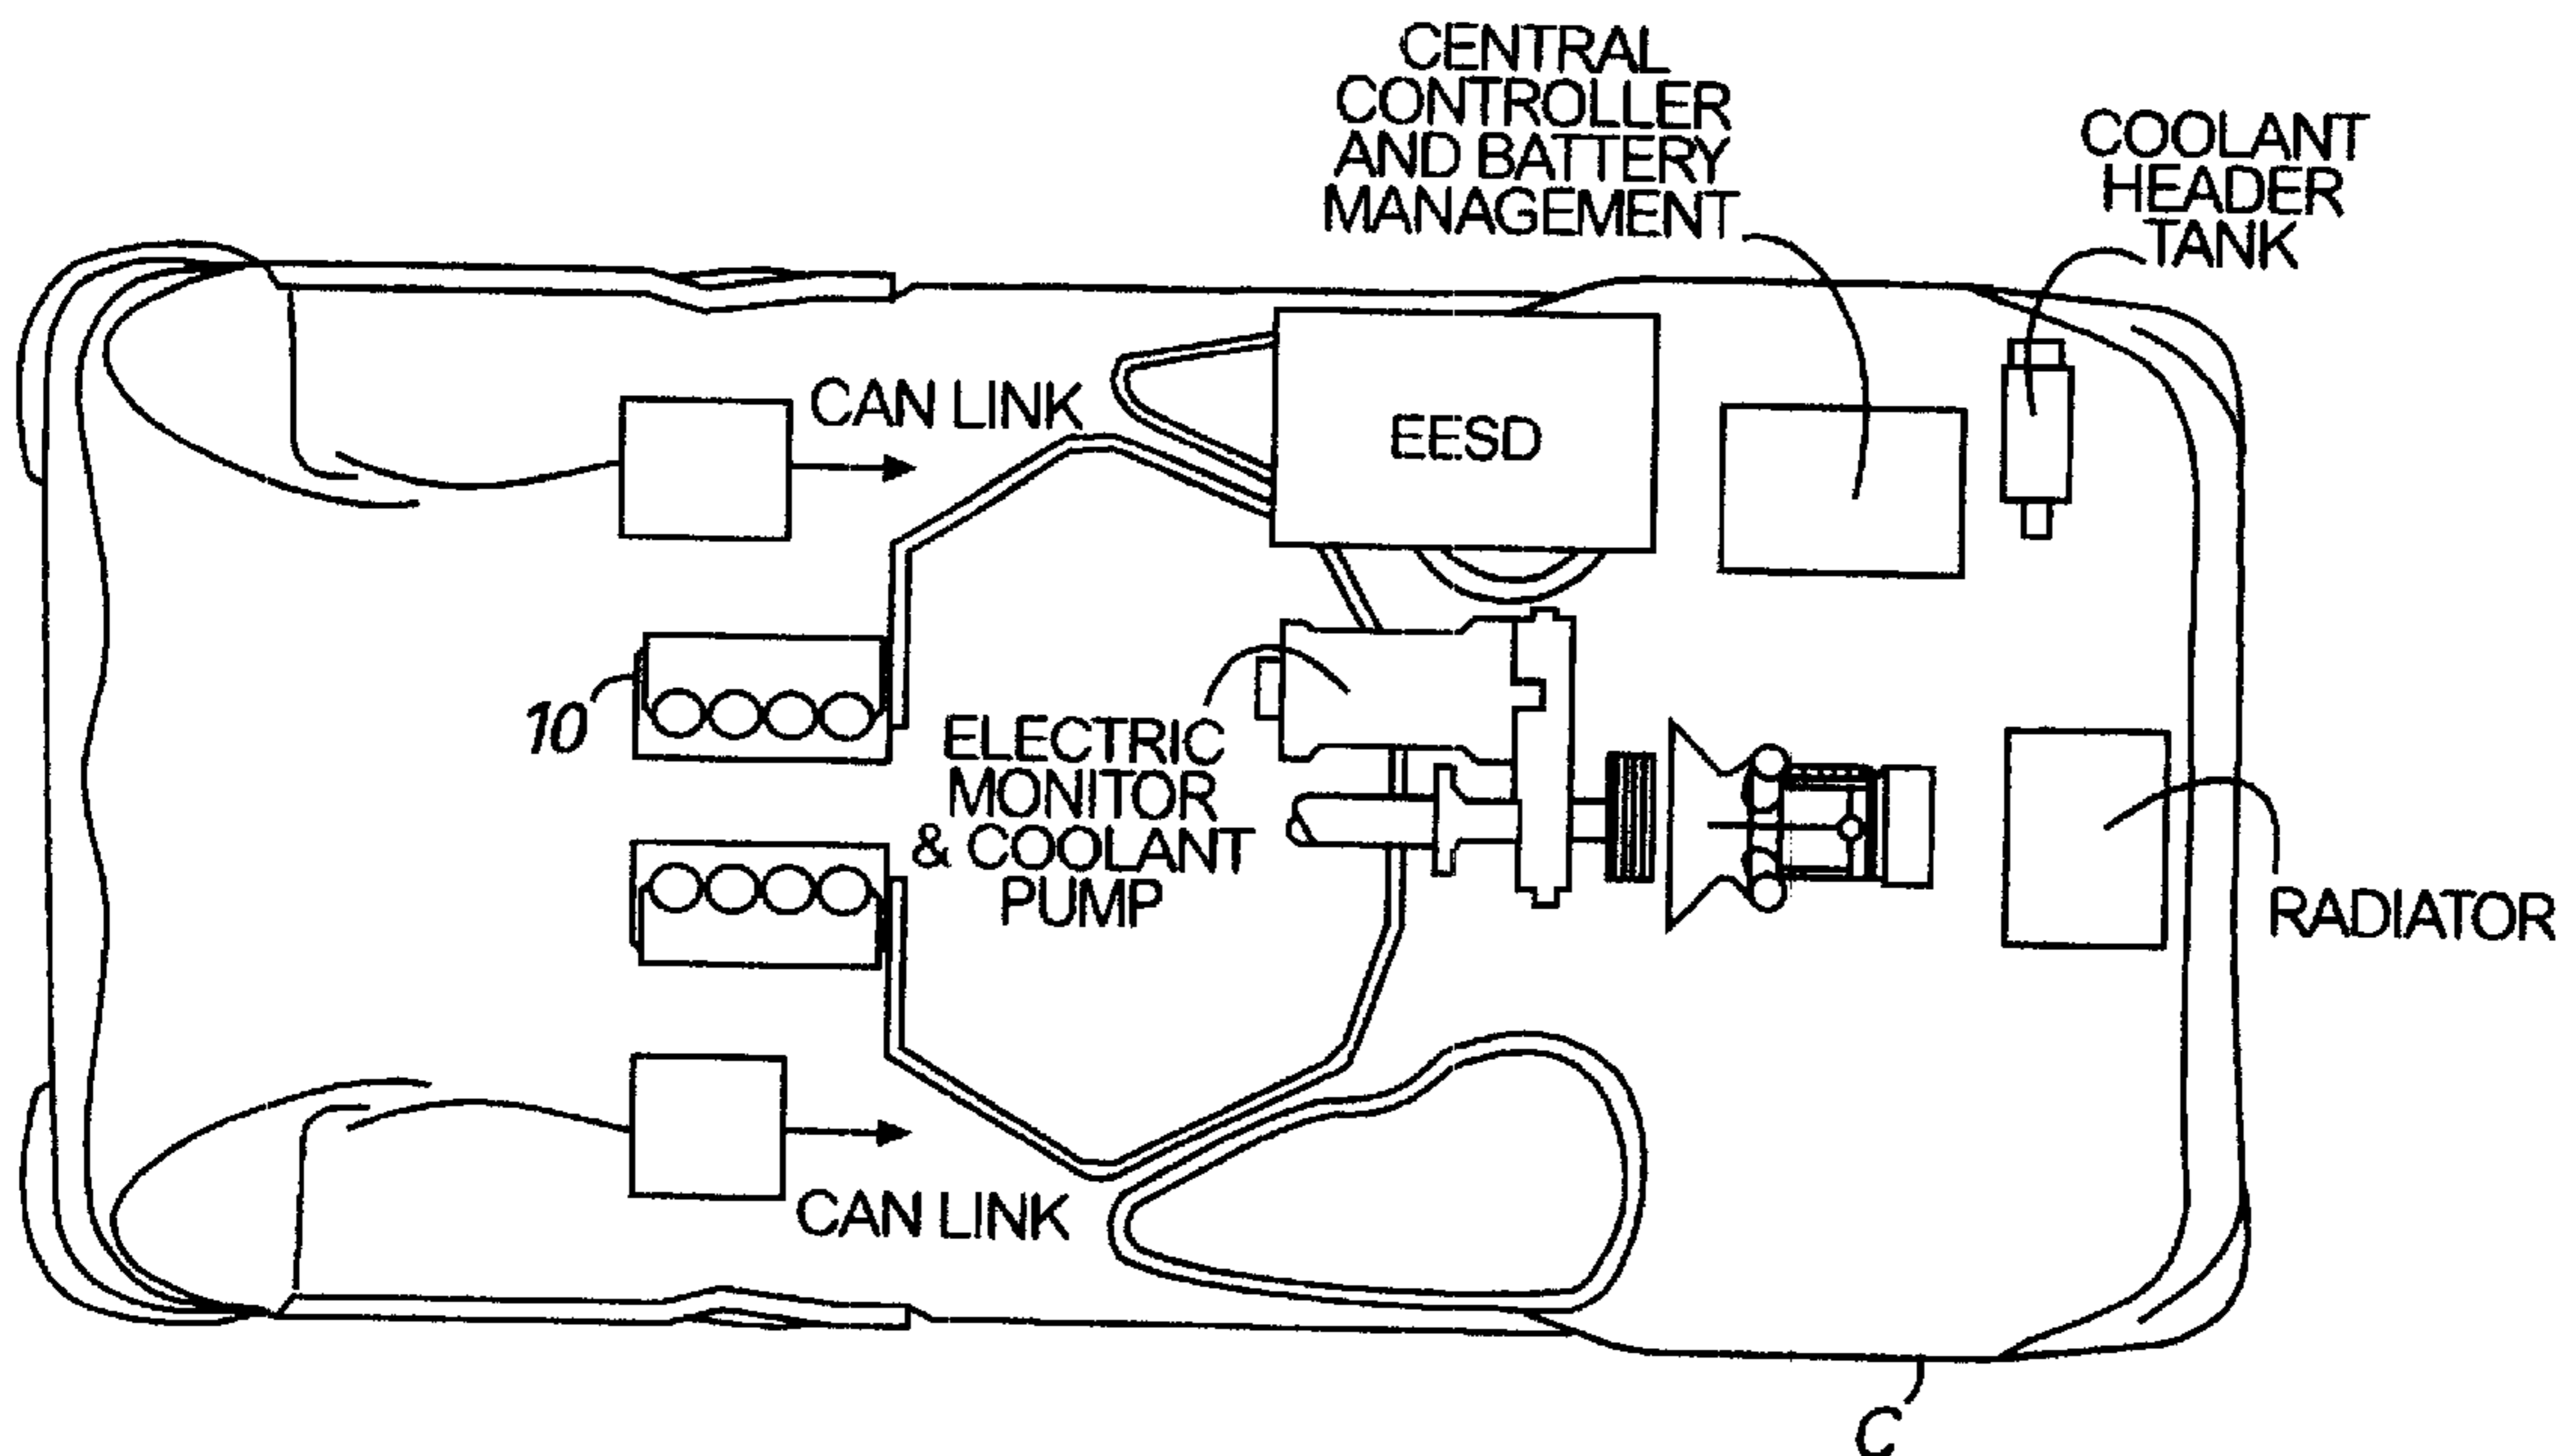 CENTRAL
CONTROLLER
AND BATTERY
MANAGEMENT
COOLANT
HEADER
TANK
CAN LINK
EESD
10
ELECTRIC
MONITOR
& COOLANT
PUMP
RADIATOR
CAN LINK
C